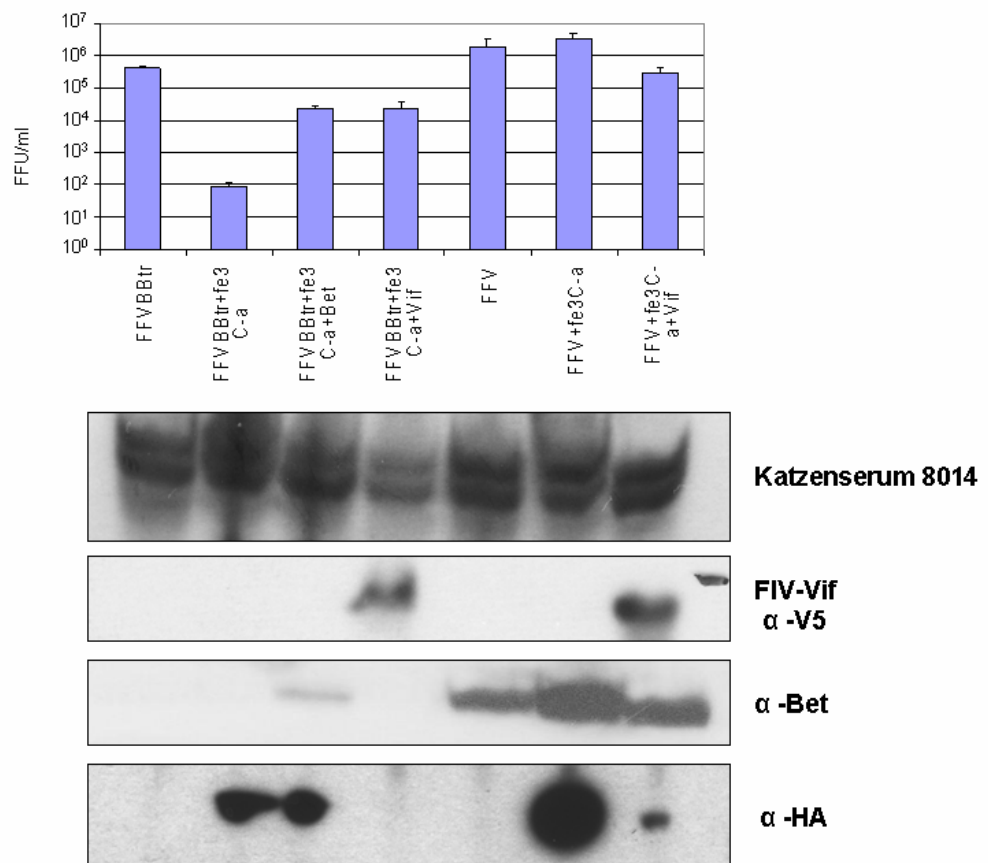 10⁷
10⁶
10⁵
10⁴
10³
10²
10¹
10⁰
FFU/ml
FFVBBtr
FFVBBtr+fe3
C-a
FFVBBtr+fe3
C-a+Bet
FFVBBtr+fe3
C-a+Vif
FFV
FFV+fe3C-a
FFV+fe3C-
a+Vif
Katzenserum 8014
FIV-Vif
α -V5
α -Bet
α -HA